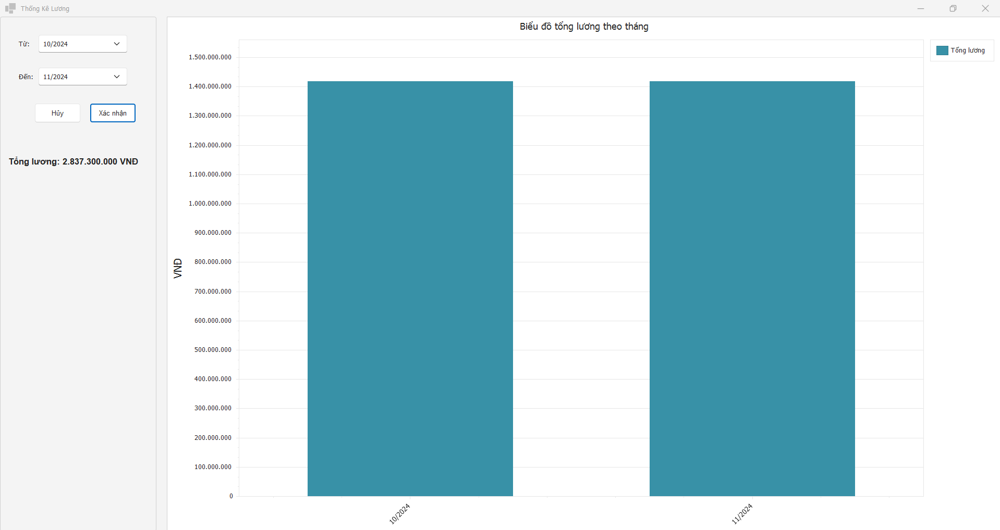 Thống Kê Lương
Từ:
10/2024
Đến:
11/2024
Hủy
Xác nhận
Tổng lương: 2.837.300.000 VNĐ
Biểu đồ tổng lương theo tháng
VNĐ
1.500.000.000
1.400.000.000
1.300.000.000
1.200.000.000
1.100.000.000
1.000.000.000
900.000.000
800.000.000
700.000.000
600.000.000
500.000.000
400.000.000
300.000.000
200.000.000
100.000.000
0
10/2024
11/2024
Tổng lương